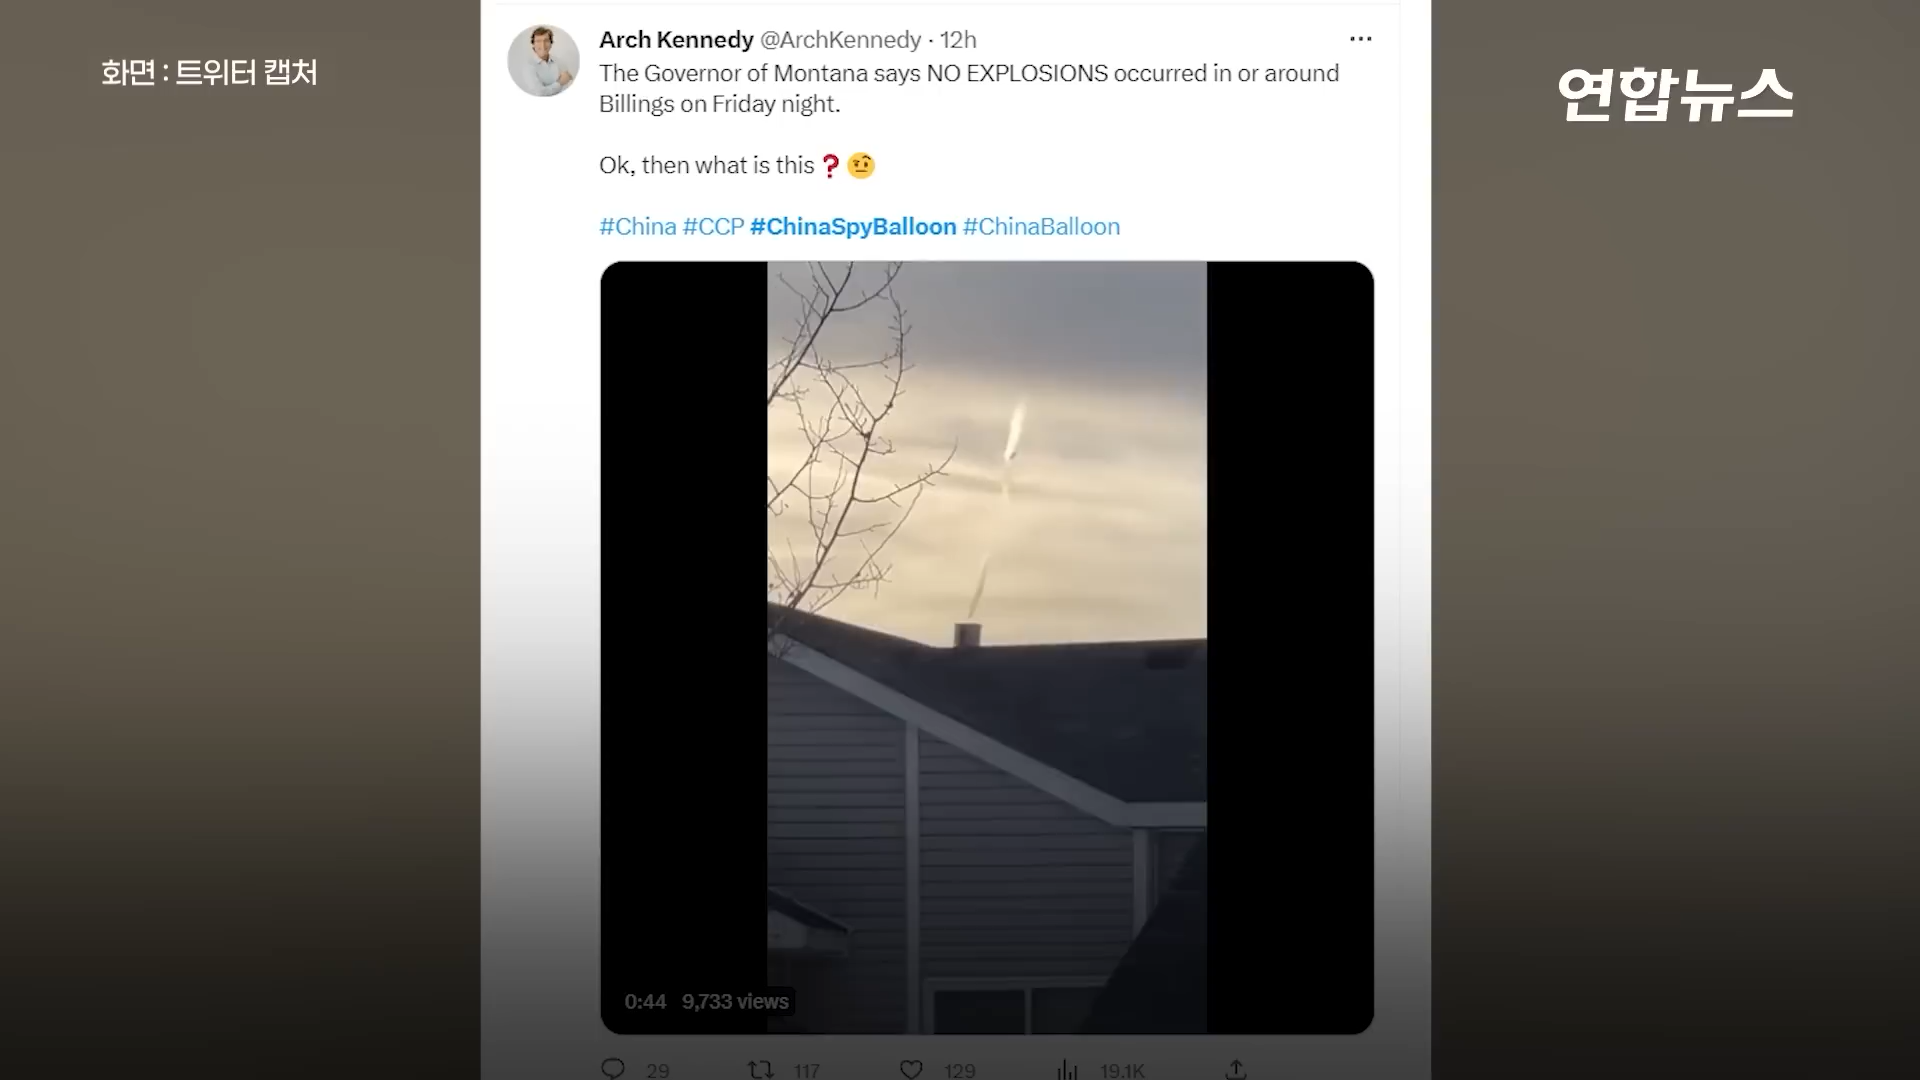 화면 : 트위터 캡처
연합뉴스
Arch Kennedy @ArchKennedy · 12h
The Governor of Montana says NO EXPLOSIONS occurred in or around
Billings on Friday night.
Ok, then what is this❓🤨
#China #CCP #ChinaSpyBalloon #ChinaBalloon
0:44 9,733 views
29 117 129 19.1K